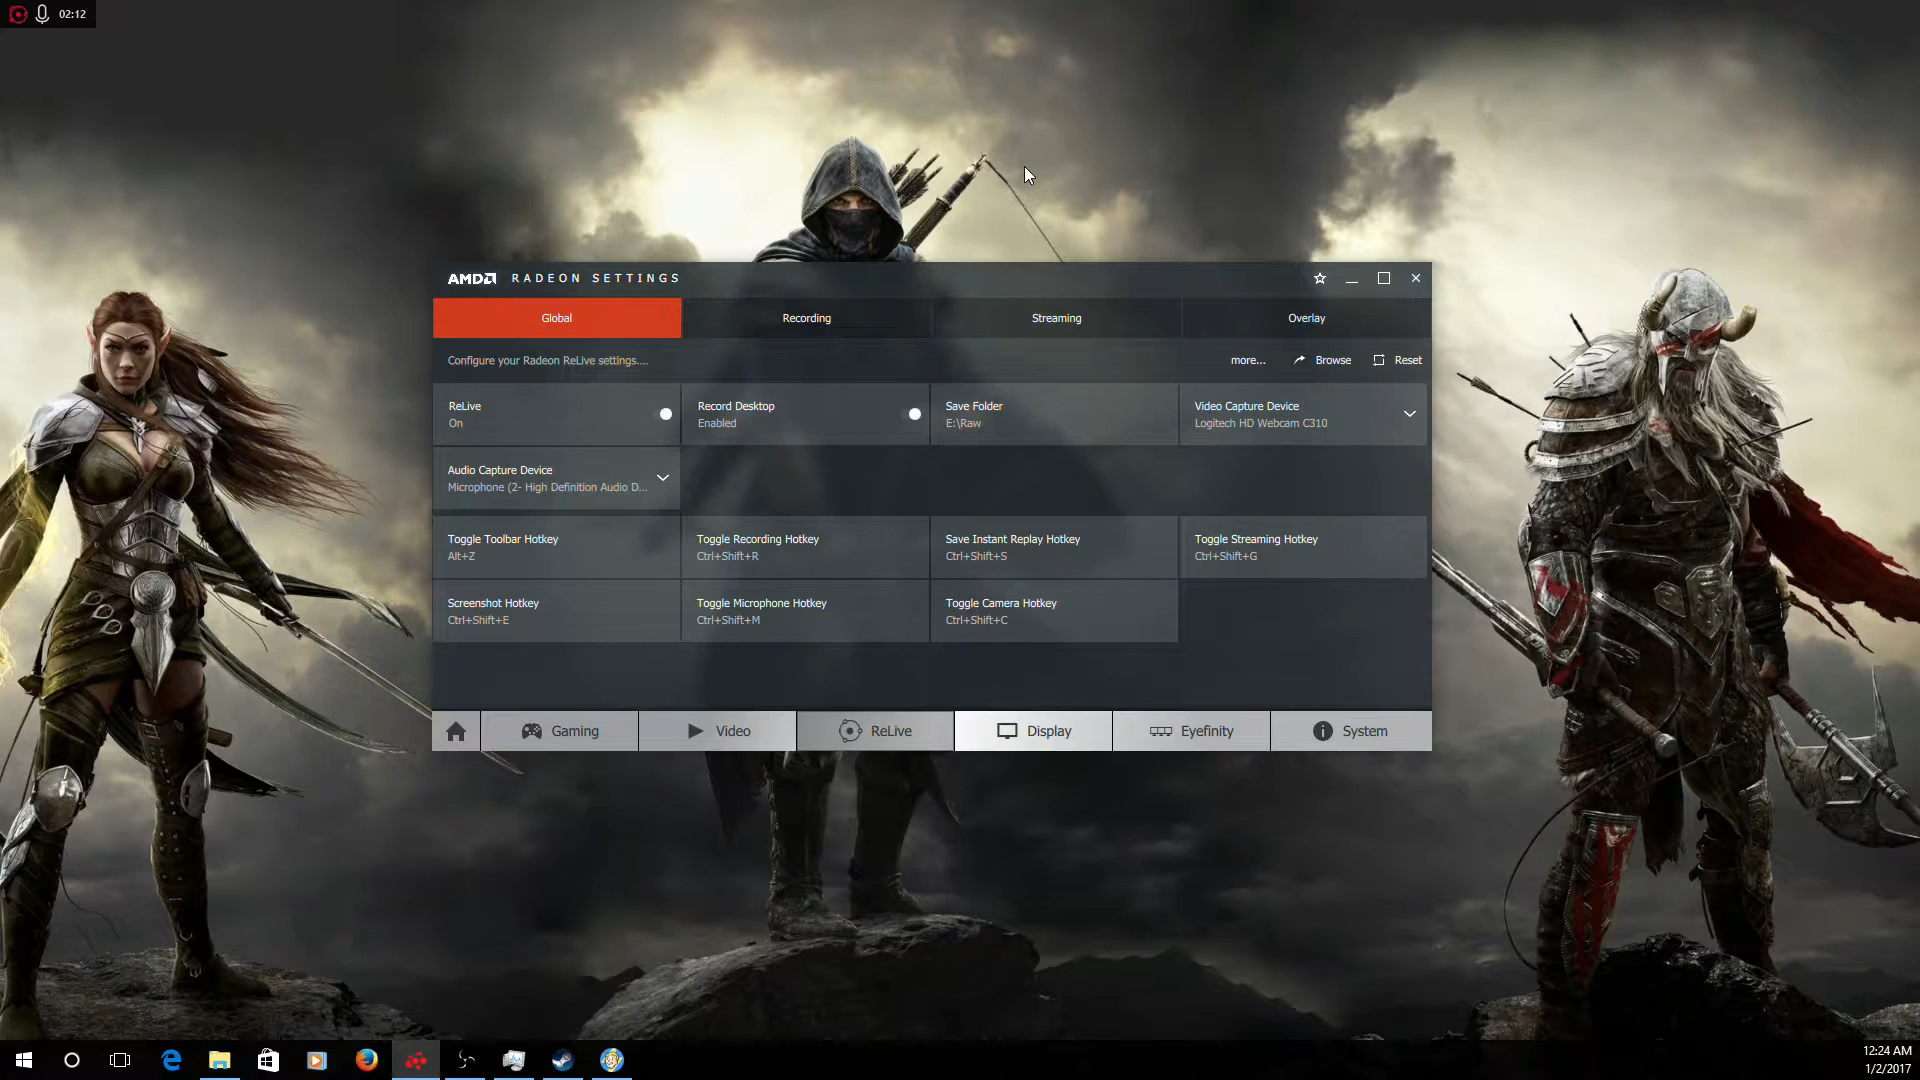 02:12
AMD RADEON SETTINGS
Global
Recording
Streaming
Overlay
Configure your Radeon ReLive settings....
more...
Browse
Reset
ReLive
On
Record Desktop
Enabled
Save Folder
E:\Raw
Video Capture Device
Logitech HD Webcam C310
Audio Capture Device
Microphone (2- High Definition Audio D...
Toggle Toolbar Hotkey
Alt+Z
Toggle Recording Hotkey
Ctrl+Shift+R
Save Instant Replay Hotkey
Ctrl+Shift+S
Toggle Streaming Hotkey
Ctrl+Shift+G
Screenshot Hotkey
Ctrl+Shift+E
Toggle Microphone Hotkey
Ctrl+Shift+M
Toggle Camera Hotkey
Ctrl+Shift+C
Gaming
Video
ReLive
Display
Eyefinity
System
12:24 AM
1/2/2017